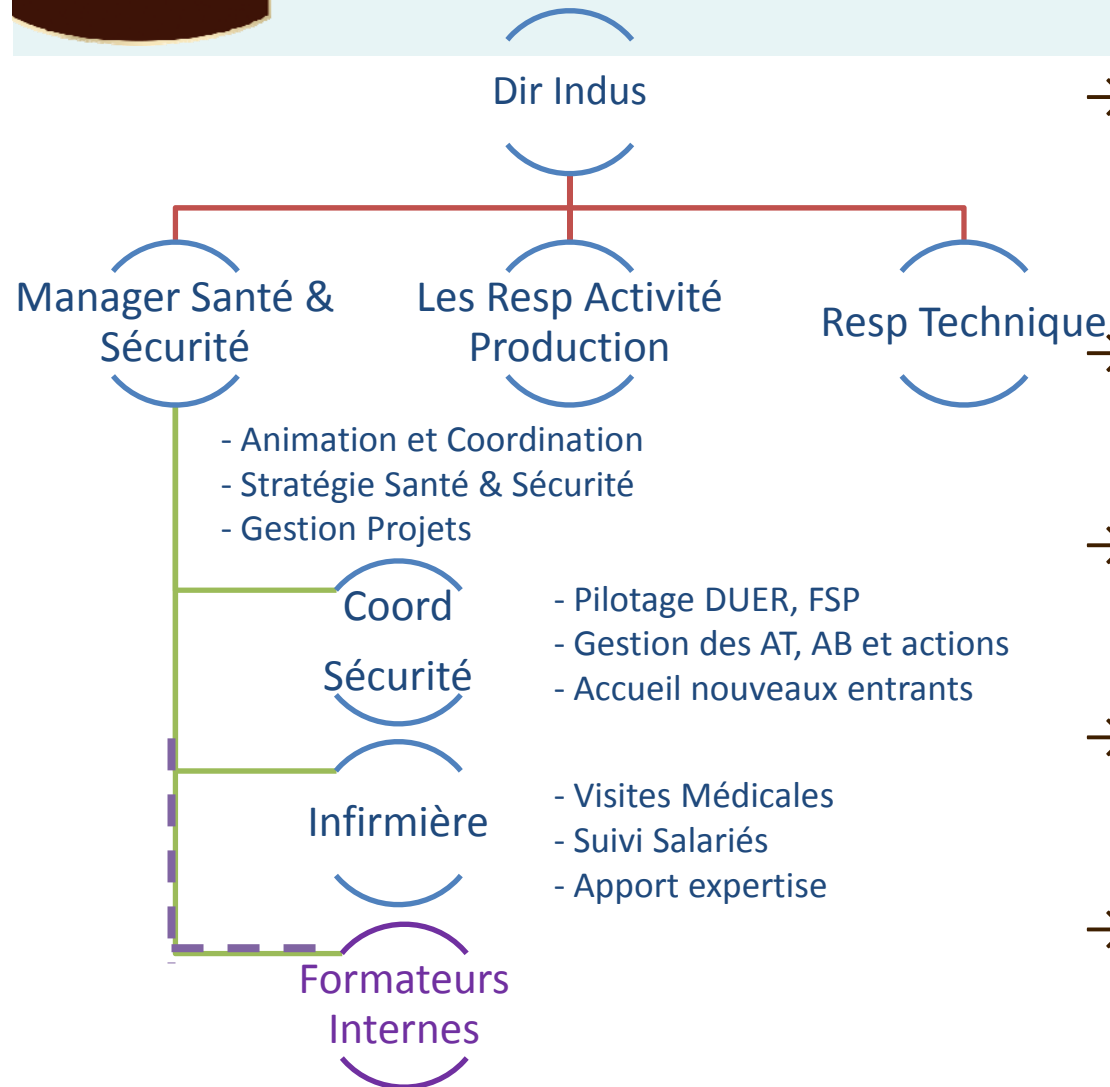 Dir Indus
Manager Santé &
Sécurité
Les Resp Activité
Production
Resp Technique
- Animation et Coordination
- Stratégie Santé & Sécurité
- Gestion Projets
Coord
Sécurité
- Pilotage DUER, FSP
- Gestion des AT, AB et actions
- Accueil nouveaux entrants
Infirmière
- Visites Médicales
- Suivi Salariés
- Apport expertise
Formateurs
Internes